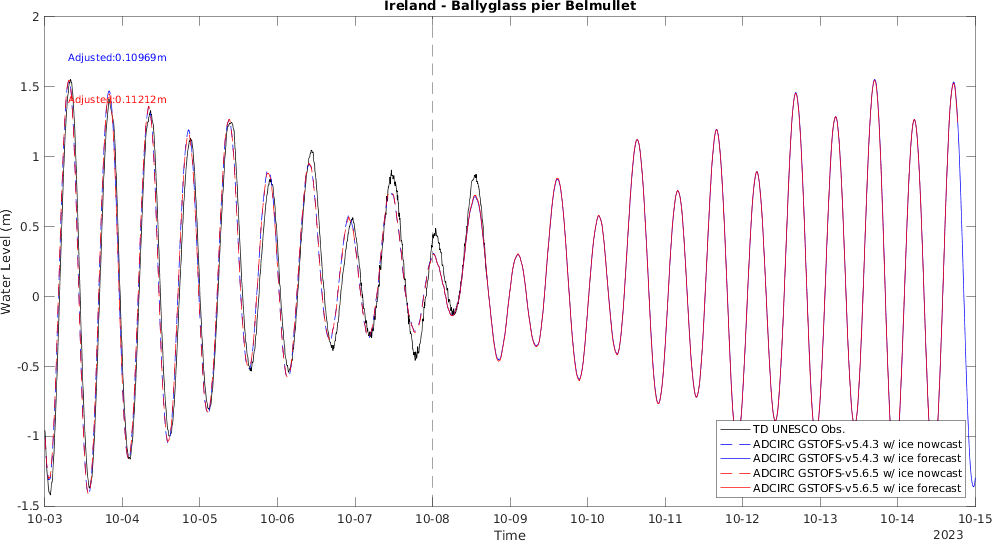 Ireland - Ballyglass pier Belmullet
Water Level (m)
2
1.5
1
0.5
0
-0.5
-1
-1.5
Adjusted:0.10969m
Adjusted:0.11212m
TD UNESCO Obs.
ADCIRC GSTOFS-v5.4.3 w/ ice nowcast
ADCIRC GSTOFS-v5.4.3 w/ ice forecast
ADCIRC GSTOFS-v5.6.5 w/ ice nowcast
ADCIRC GSTOFS-v5.6.5 w/ ice forecast
10-03 10-04 10-05 10-06 10-07 10-08 10-09 10-10 10-11 10-12 10-13 10-14 10-15
Time
2023